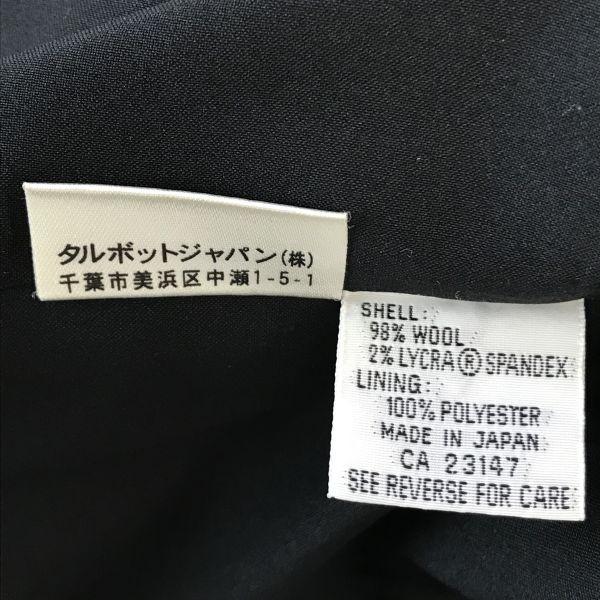 タルボットジャパン(株)
千葉市美浜区中瀬1-5-1
SHELL:
98% WOOL
2% LYCRA®SPANDEX
LINING:
100% POLYESTER
MADE IN JAPAN
CA 23147
SEE REVERSE FOR CARE